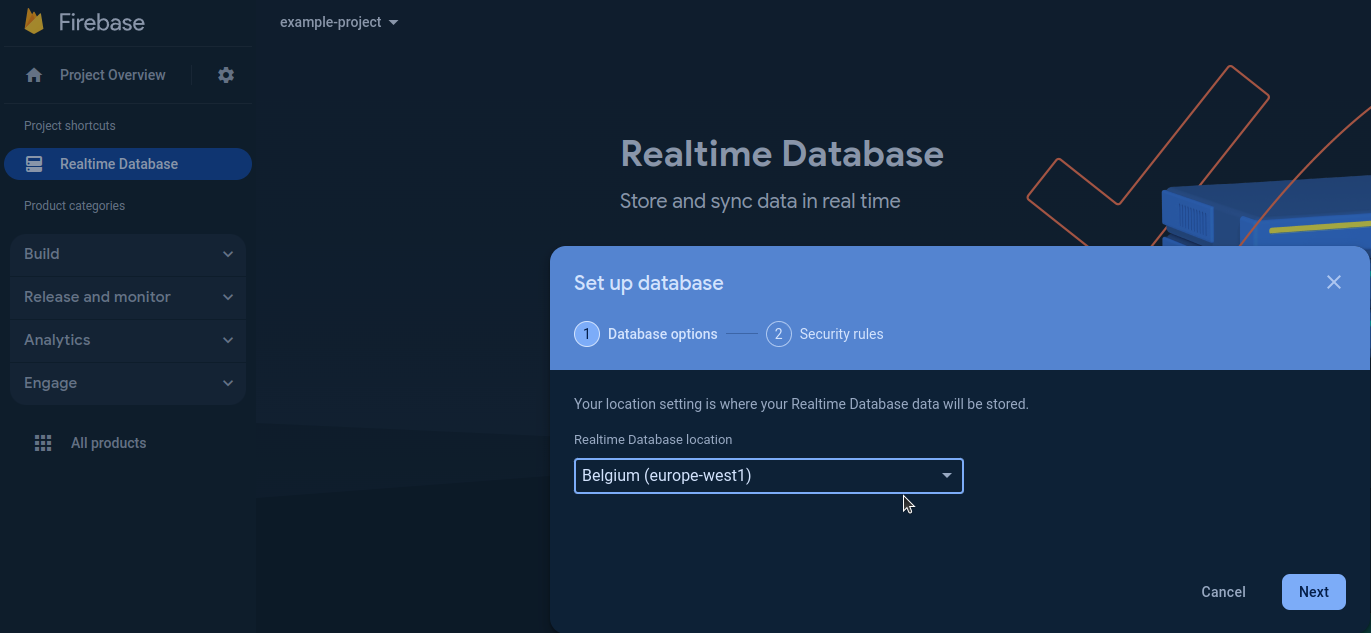 Firebase
example-project
Project Overview
Project shortcuts
Realtime Database
Product categories
Build
Release and monitor
Analytics
Engage
All products
Realtime Database
Store and sync data in real time
Set up database
1 Database options 2 Security rules
Your location setting is where your Realtime Database data will be stored.
Realtime Database location
Belgium (europe-west1)
Cancel Next